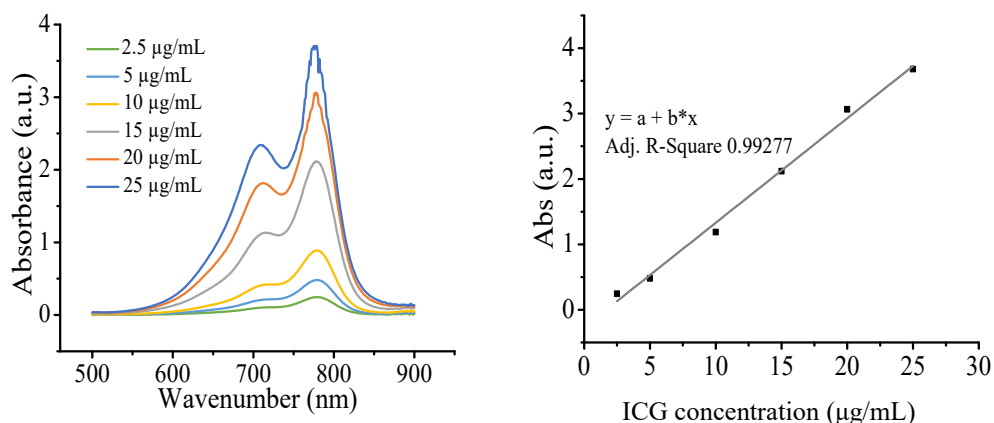 4
3
2
1
0
Absorbance (a.u.)
2.5 µg/mL
5 µg/mL
10 µg/mL
15 µg/mL
20 µg/mL
25 µg/mL
500 600 700 800 900
Wavenumber (nm)
4
3
2
1
0
Abs (a.u.)
y = a + b*x
Adj. R-Square 0.99277
0 5 10 15 20 25 30
ICG concentration (µg/mL)